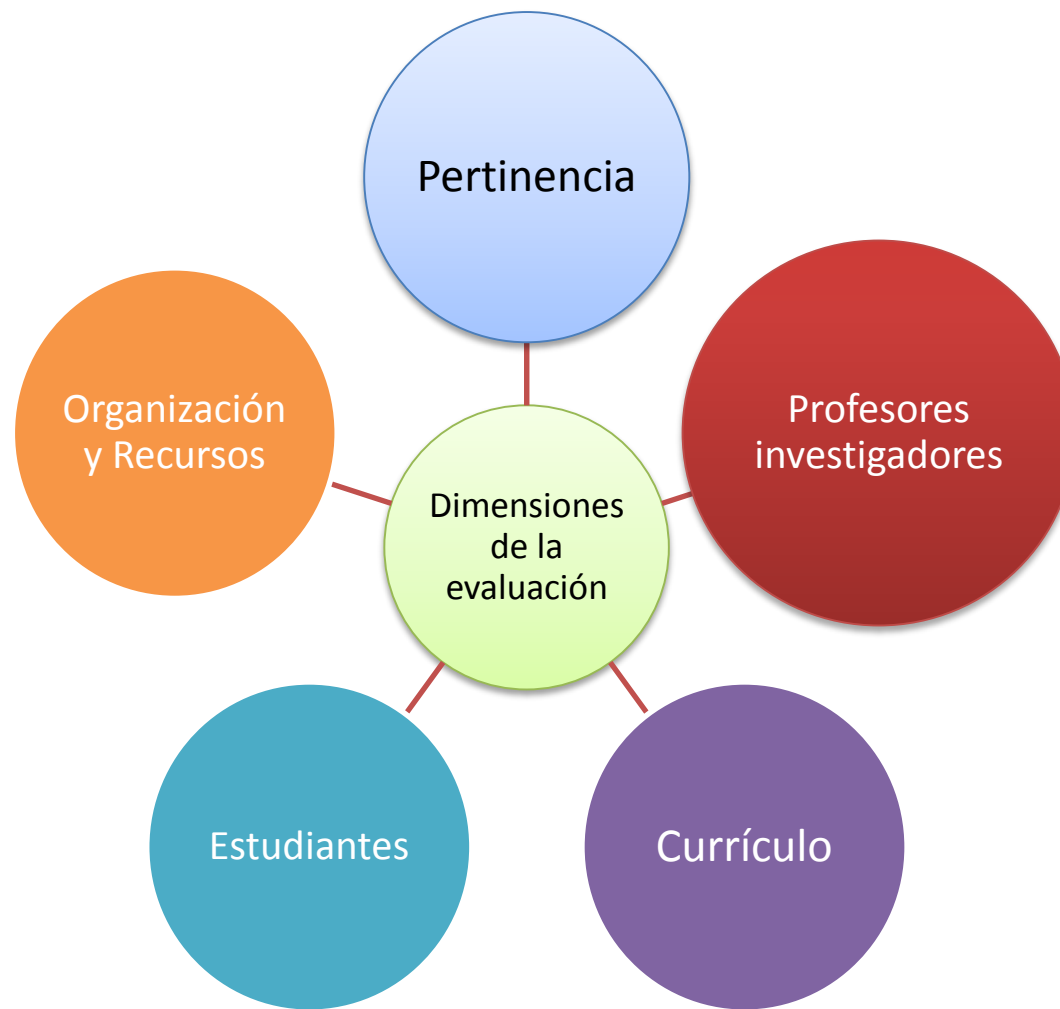 Pertinencia
Profesores
investigadores
Organización
y Recursos
Dimensiones
de la
evaluación
Estudiantes
Currículo